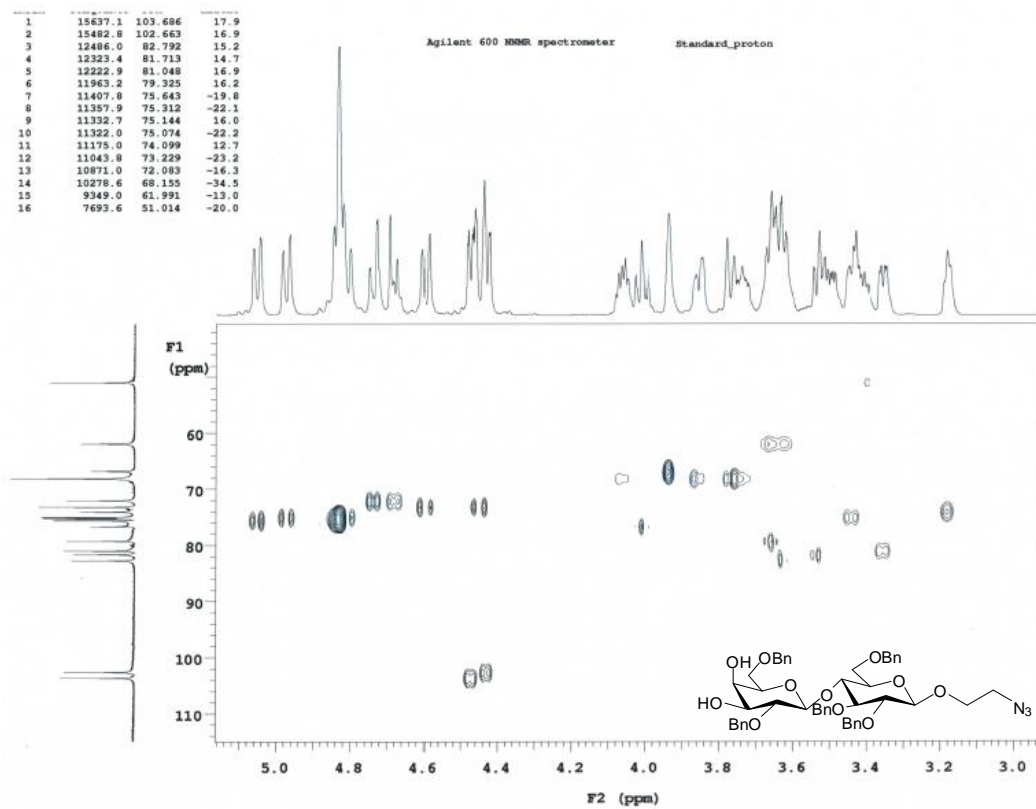 1 15637.1 103.686 17.9
2 15482.8 102.663 16.9
3 12486.0 82.792 15.2
4 12323.4 81.713 14.7
5 12222.9 81.048 16.9
6 11963.2 79.325 16.2
7 11407.8 75.643 -19.8
8 11357.9 75.312 -22.1
9 11332.7 75.144 16.0
10 11322.0 75.074 -22.2
11 11175.0 74.099 12.7
12 11043.8 73.229 -23.2
13 10871.0 72.083 -16.3
14 10278.6 68.155 -34.5
15 9349.0 61.991 -13.0
16 7693.6 51.014 -20.0
Agilent 600 NNMR spectrometer Standard_proton
F1
(ppm)
60
70
80
90
100
110
OH
OBn
OBn
O
O
O
O
HO
BnO
BnO
BnO
N3
5.0 4.8 4.6 4.4 4.2 4.0 3.8 3.6 3.4 3.2 3.0
F2 (ppm)